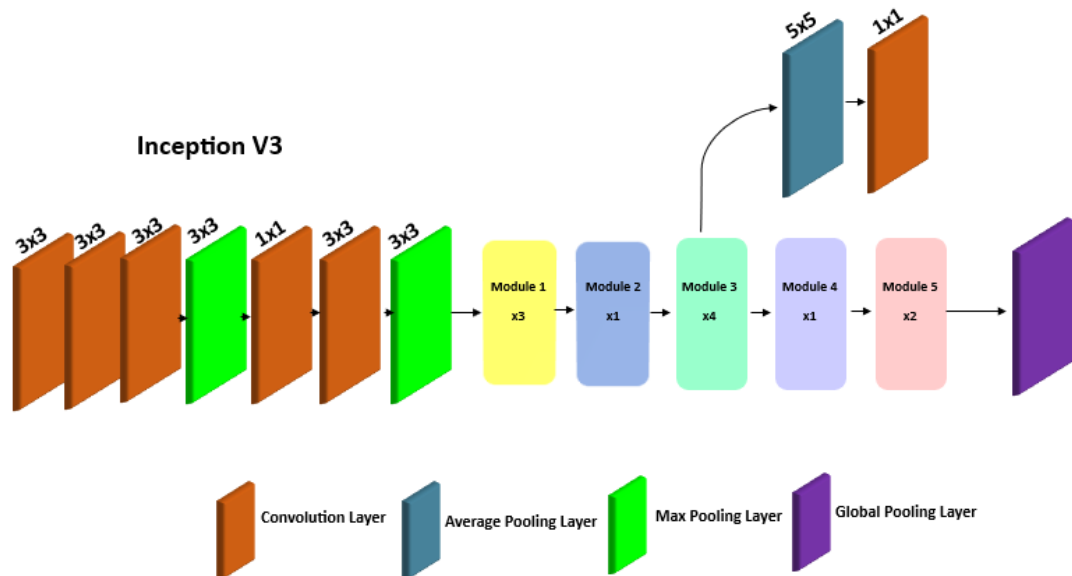 5x5
1x1
Inception V3
3x3
3x3
3x3
3x3
1x1
3x3
3x3
Module 1
x3
Module 2
x1
Module 3
x4
Module 4
x1
Module 5
x2
Convolution Layer
Average Pooling Layer
Max Pooling Layer
Global Pooling Layer